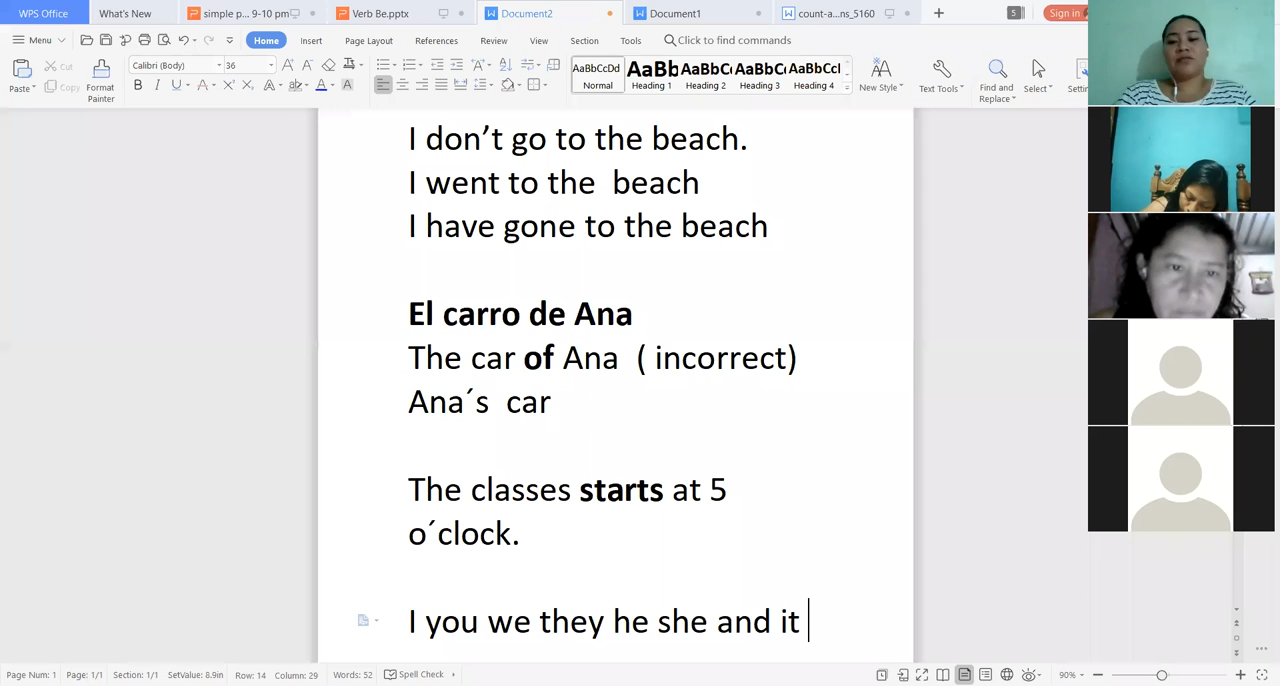 WPS Office What's New simple p... 9-10 pm Verb Be.pptx Document2 Document1 count-a...ns_5160 5 Sign in
Menu Home Insert Page Layout References Review View Section Tools Click to find commands
Paste Cut Copy Format Painter Calibri (Body) 36 AaBbCcDd Normal AaBb Heading 1 AaBbC Heading 2 AaBbC Heading 3 AaBbCcl Heading 4 New Style Text Tools Find and Replace Select
I don't go to the beach.
I went to the beach
I have gone to the beach
El carro de Ana
The car of Ana ( incorrect)
Ana´s car
The classes starts at 5
o´clock.
I you we they he she and it
Page Num: 1 Page: 1/1 Section: 1/1 SetValue: 8.9in Row: 14 Column: 29 Words: 52 Spell Check 90%